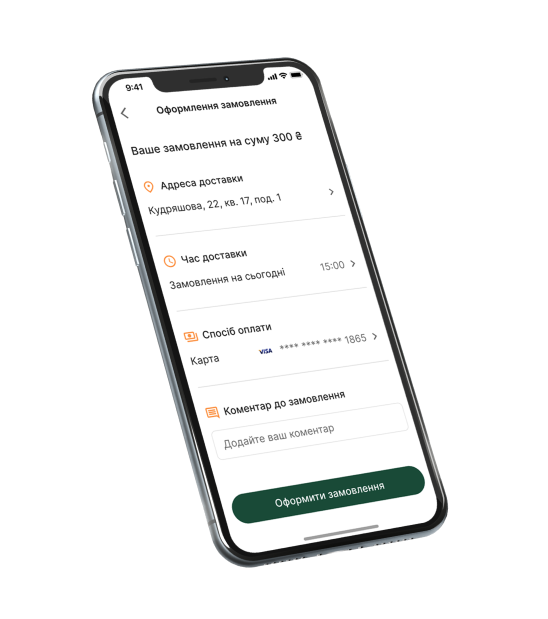 9:41
Оформлення замовлення
Ваше замовлення на суму 300 ₴
Адреса доставки
Кудряшова, 22, кв. 17, под. 1
Час доставки
Замовлення на сьогодні 15:00
Спосіб оплати
Карта VISA **** **** **** 1865
Коментар до замовлення
Додайте ваш коментар
Оформити замовлення